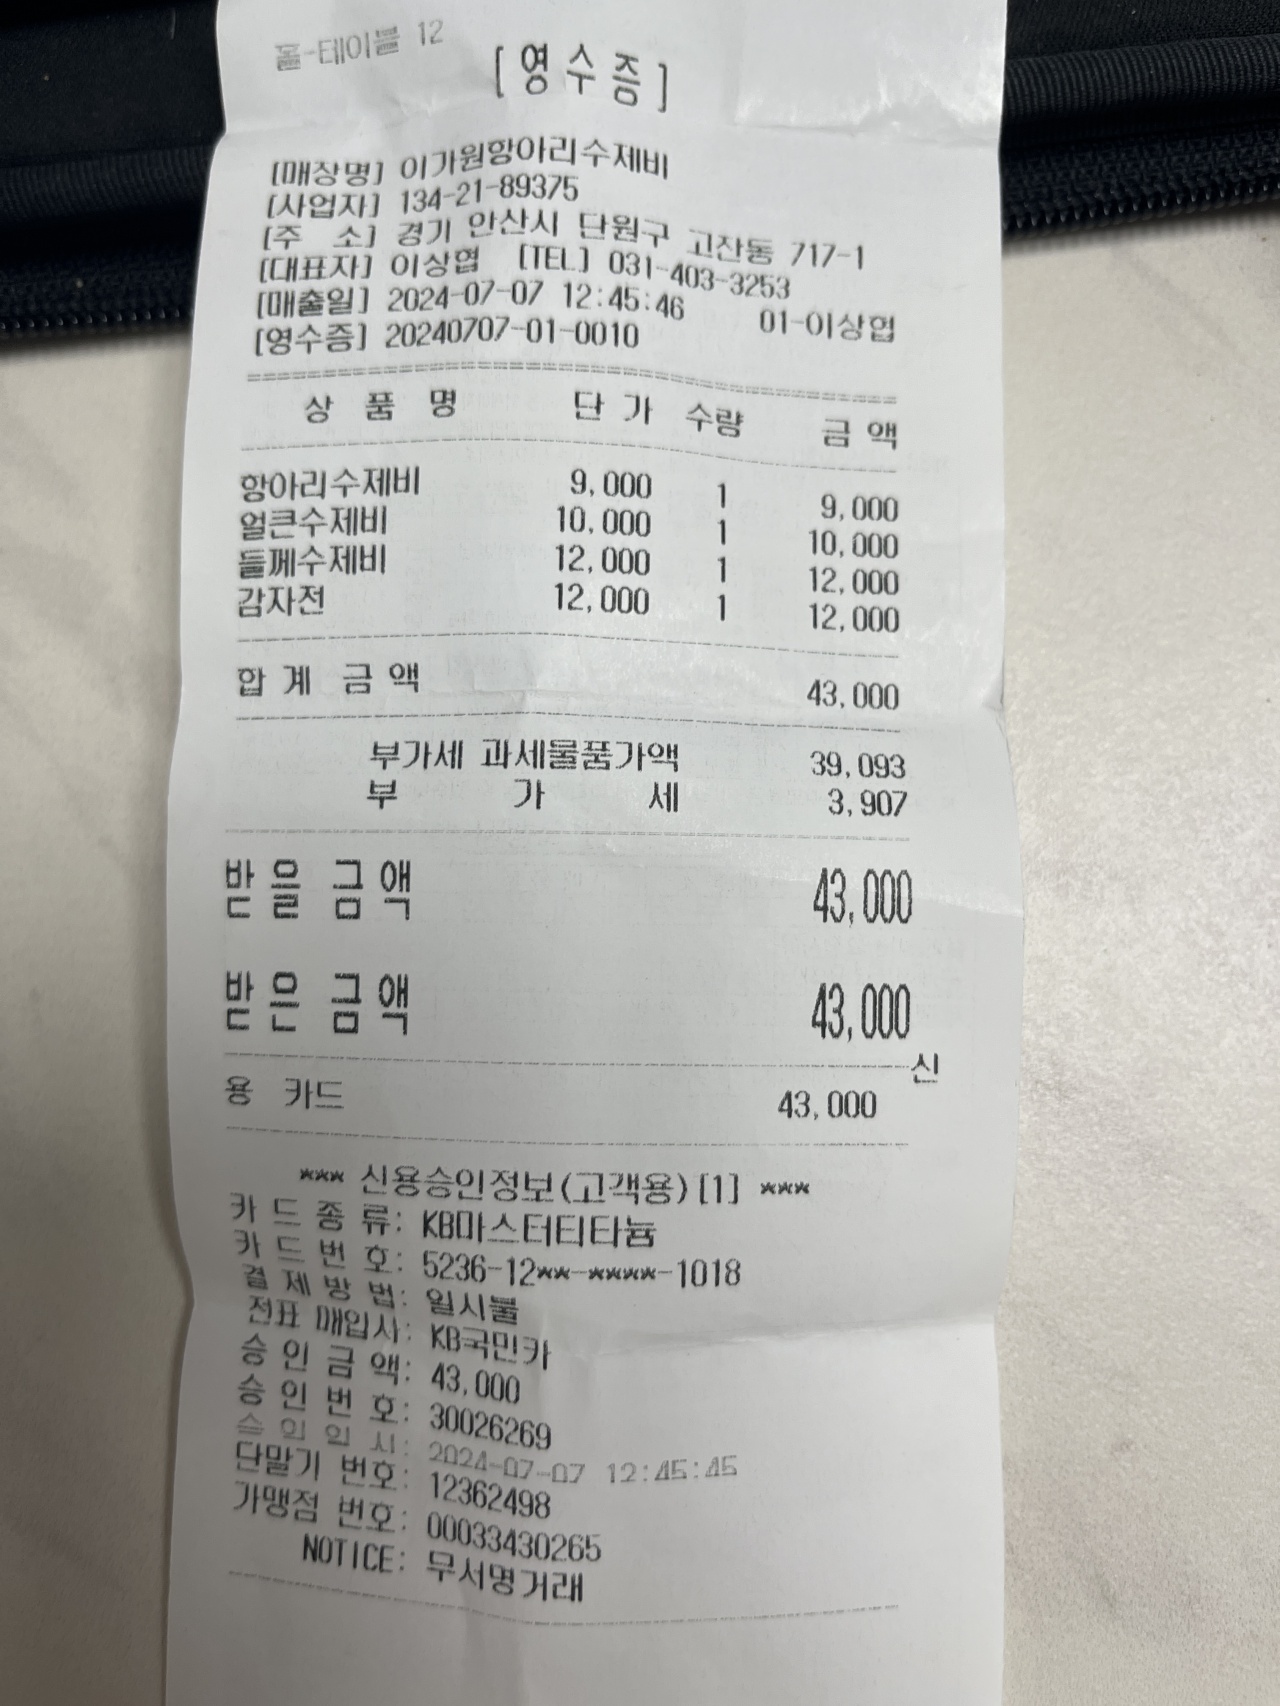 홀-테이블 12
[영수증]
[매장명] 이가원항아리수제비
[사업자] 134-21-89375
[주 소] 경기 안산시 단원구 고잔동 717-1
[대표자] 이상협 [TEL] 031-403-3253
[매출일] 2024-07-07 12:45:46 01-이상협
[영수증] 20240707-01-0010
상 품 명 단 가 수량 금 액
항아리수제비 9,000 1 9,000
얼큰수제비 10,000 1 10,000
들께수제비 12,000 1 12,000
감자전 12,000 1 12,000
합 계 금 액 43,000
부가세 과세물품가액 39,093
부 가 세 3,907
받 을 금 액 43,000
받 은 금 액 43,000
신
용 카드 43,000
*** 신용승인정보(고객용)[1] ***
카 드 종 류: KB마스터티타늄
카 드 번 호: 5236-12**-****-1018
결 제 방 법: 일시불
전표 매입사: KB국민카
승 인 금 액: 43,000
승 인 번 호: 30026269
승 인 일 시: 2024-07-07 12:45:45
단말기 번호: 12362498
가맹점 번호: 00033430265
NOTICE: 무서명거래